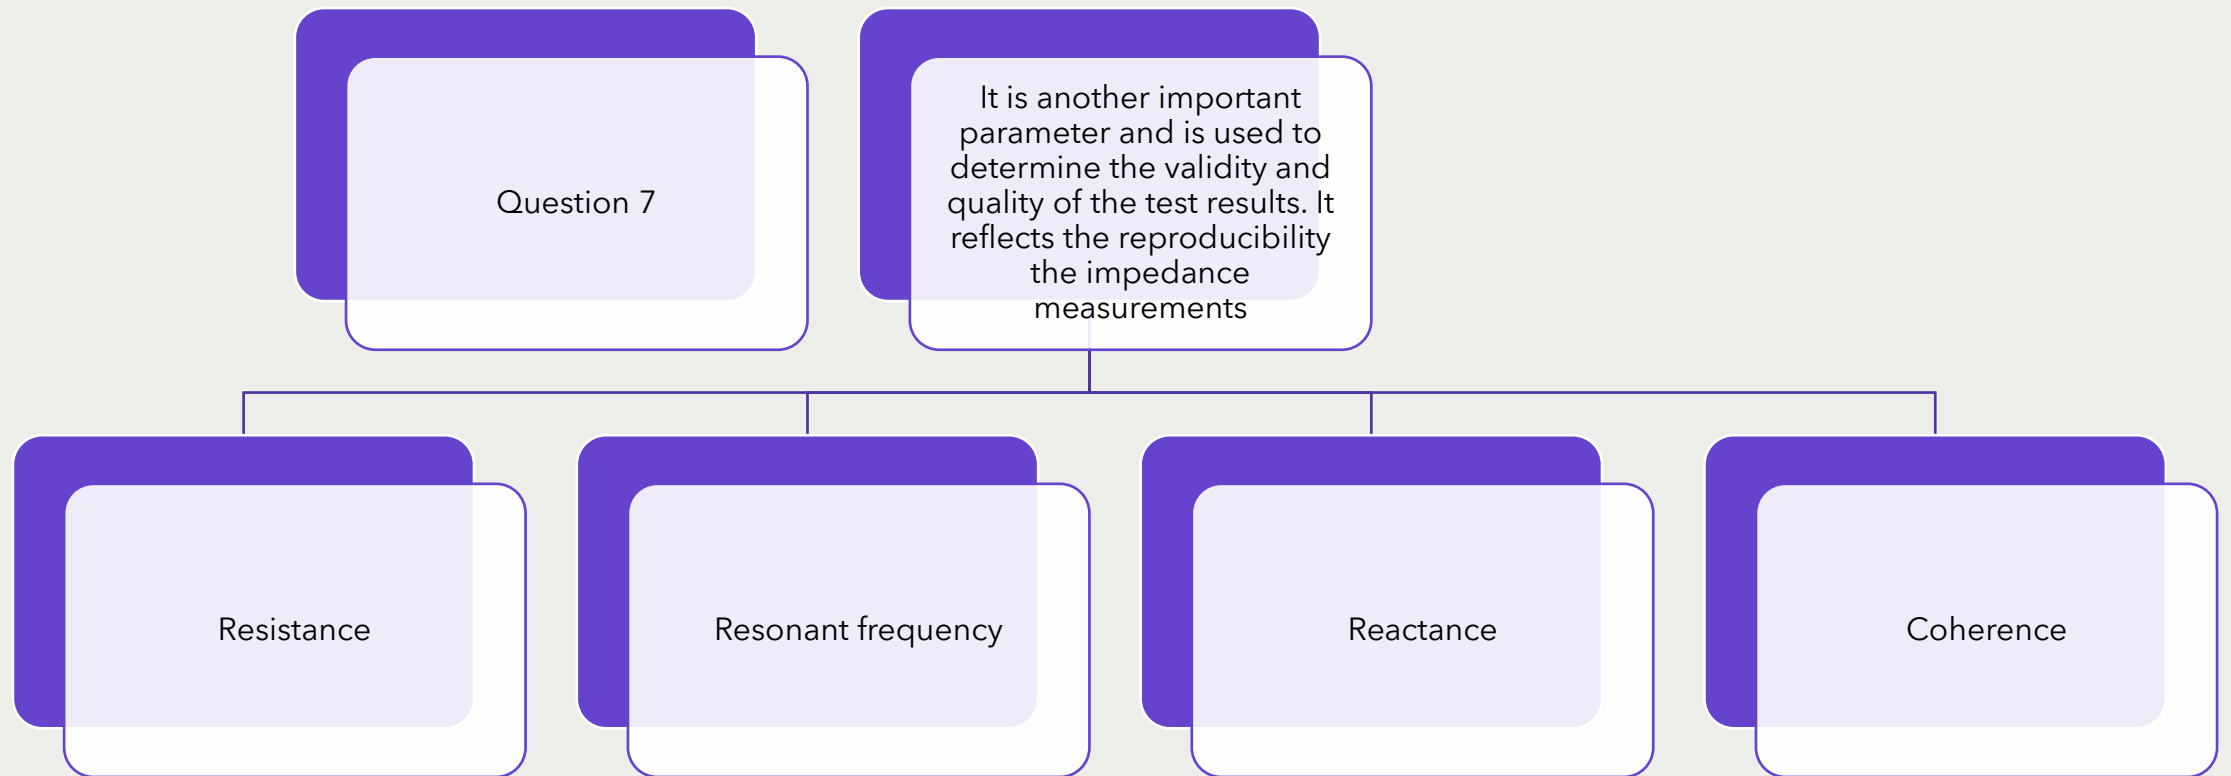 Question 7
It is another important
parameter and is used to
determine the validity and
quality of the test results. It
reflects the reproducibility
the impedance
measurements
Resistance
Resonant frequency
Reactance
Coherence